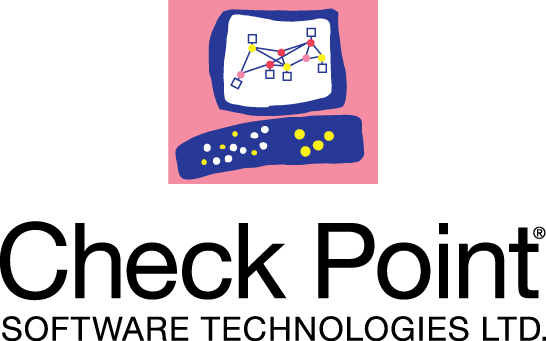 Check Point®
SOFTWARE TECHNOLOGIES LTD.